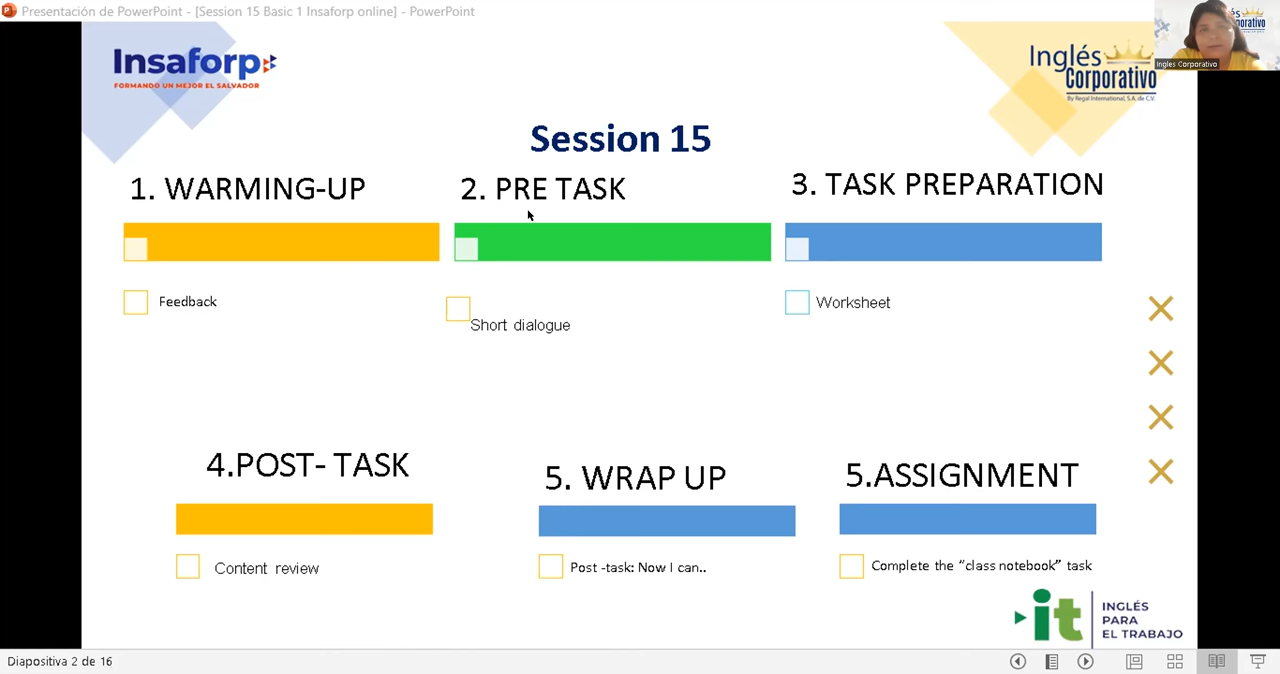 Presentación de PowerPoint - [Session 15 Basic 1 Insaforp online] - PowerPoint
Insaforp
FORMANDO UN MEJOR EL SALVADOR
Inglés
Corporativo
By Regal International, S.A. de C.V.
Ingles Corporativo
Session 15
1. WARMING-UP
2. PRE TASK
3. TASK PREPARATION
Feedback
Short dialogue
Worksheet
4.POST- TASK
5. WRAP UP
5.ASSIGNMENT
Content review
Post -task: Now I can..
Complete the “class notebook” task
it
INGLÉS
PARA
EL TRABAJO
Diapositiva 2 de 16